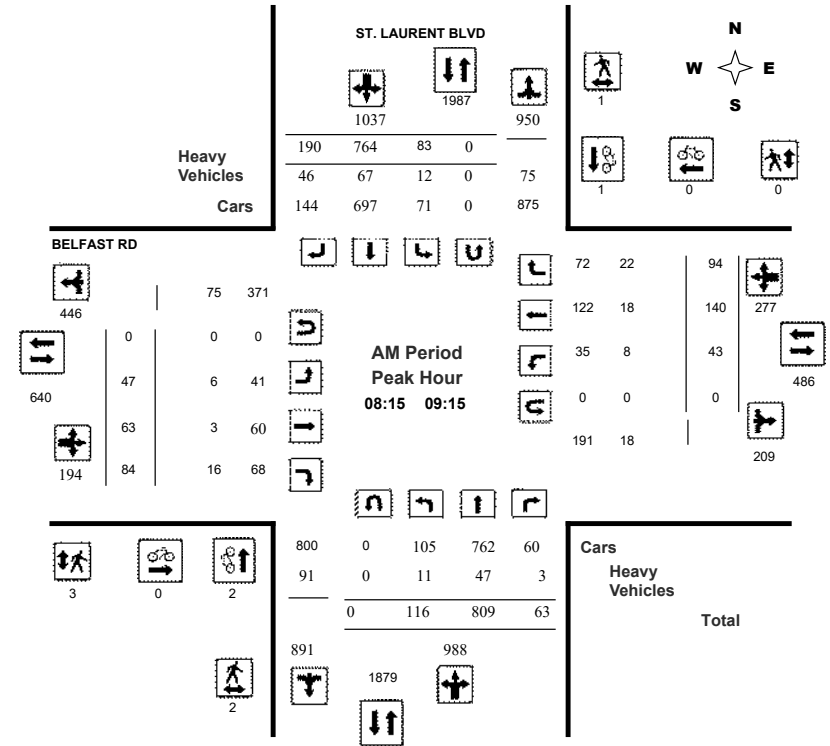 ST. LAURENT BLVD
N
W E
S
1037 1987 950 1
190 764 83 0
Heavy
Vehicles 46 67 12 0 75
Cars 144 697 71 0 875
1 0 0
BELFAST RD
446 75 371
0 0 0
640
47 6 41
63 3 60
194 84 16 68
AM Period
Peak Hour
08:15 09:15
72 22 94
122 18 140 277
35 8 43
486
0 0 0
191 18
209
800 0 105 762 60 Cars
91 0 11 47 3 Heavy
Vehicles
0 116 809 63 Total
3 0 2
891 988
1879
2